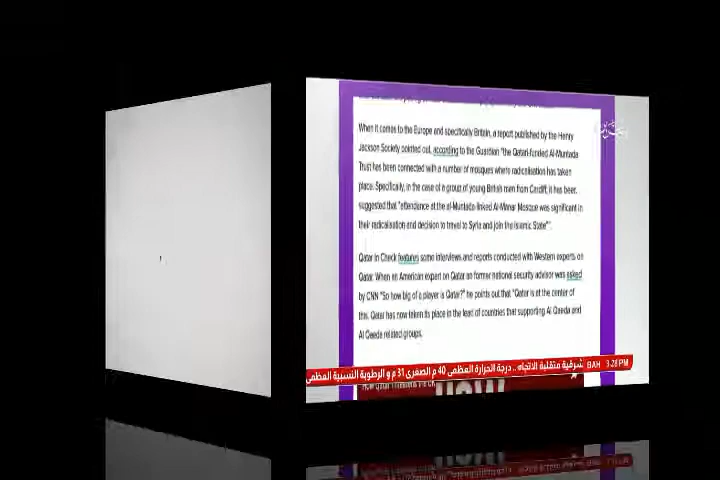 When it comes to the Europe and specifically Britain, a report published by the Henry
Jackson Society pointed out, according to the Guardian "the Qatari-funded Al-Muntada
Trust has been connected with a number of mosques where radicalisation has taken
place. Specifically, in the case of a group of young British men from Cardiff, it has been
suggested that "attendance at the al-Muntada-linked Al-Manar Mosque was significant in
their radicalisation and decision to travel to Syria and join the Islamic State"".
Qatar in Check features some interviews and reports conducted with Western experts on
Qatar. When an American expert on Qatar an former national security advisor was asked
by CNN "So how big of a player is Qatar?" he points out that "Qatar is at the center of
this. Qatar has now taken its place in the lead of countries that supporting Al Qaeda and
Al Qaeda related groups.
شرقية متقلبة الاتجاه .. درجة الحرارة العظمى 40 م الصغرى 31 م و الرطوبة النسبية العظمى
BAH 3:28 PM